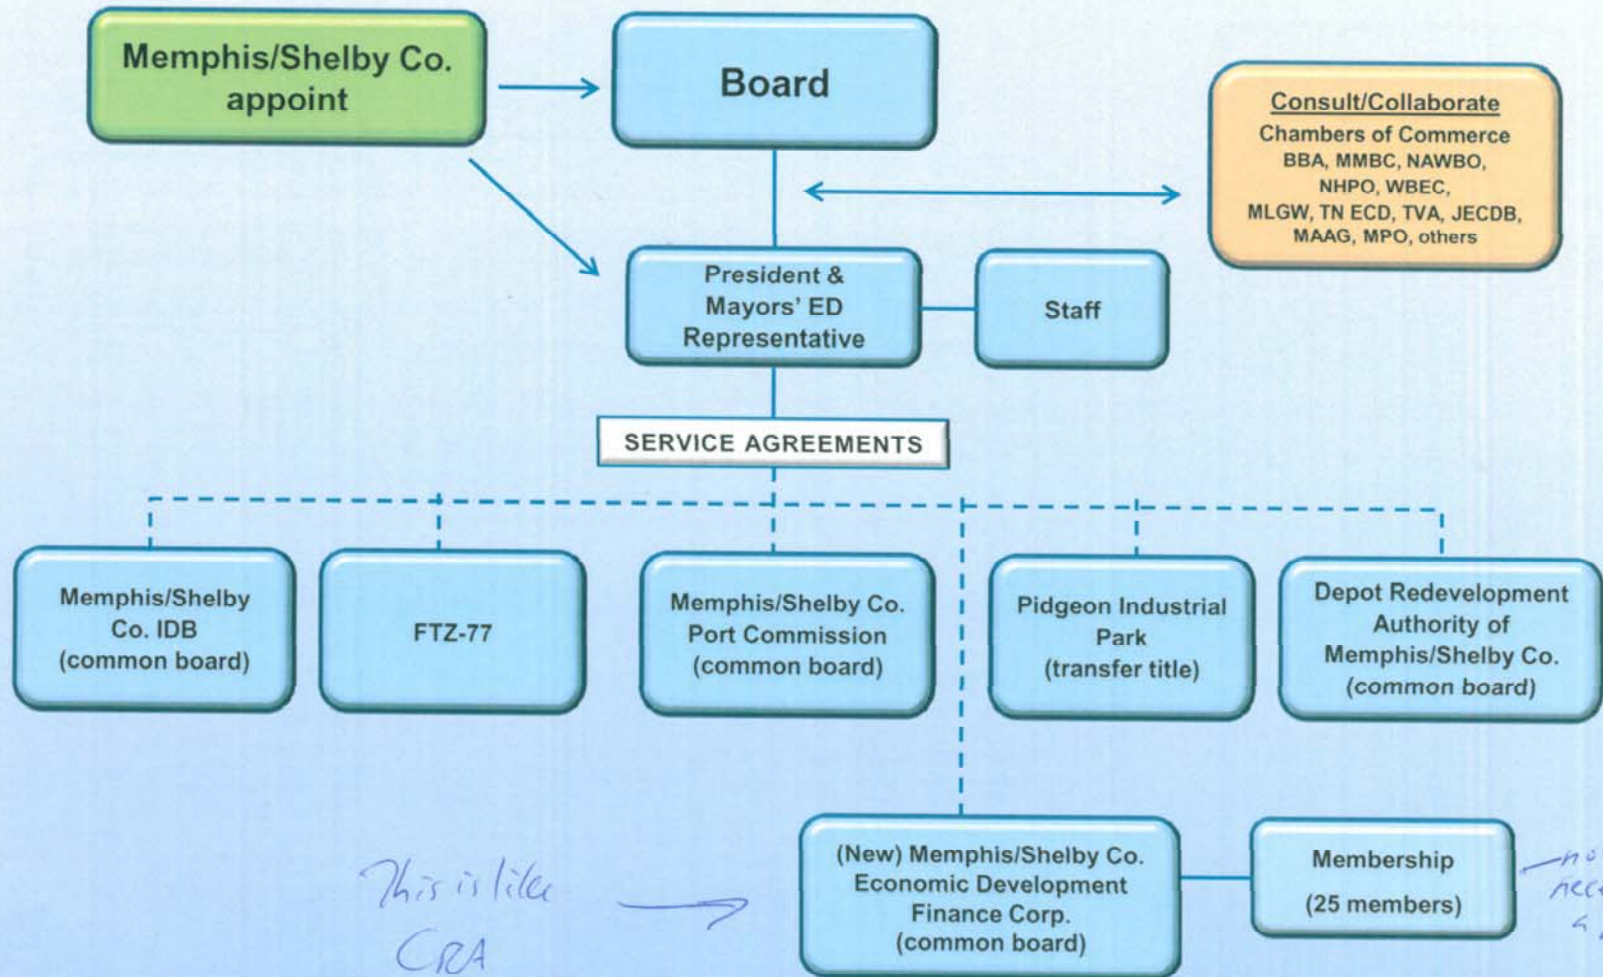 Memphis/Shelby Co.
appoint
Board
Consult/Collaborate
Chambers of Commerce
BBA, MMBC, NAWBO,
NHPO, WBEC,
MLGW, TN ECD, TVA, JECDB,
MAAG, MPO, others
President &
Mayors' ED
Representative
Staff
SERVICE AGREEMENTS
Memphis/Shelby
Co. IDB
(common board)
FTZ-77
Memphis/Shelby Co.
Port Commission
(common board)
Pidgeon Industrial
Park
(transfer title)
Depot Redevelopment
Authority of
Memphis/Shelby Co.
(common board)
(New) Memphis/Shelby Co.
Economic Development
Finance Corp.
(common board)
Membership
(25 members)
This is like
CRA